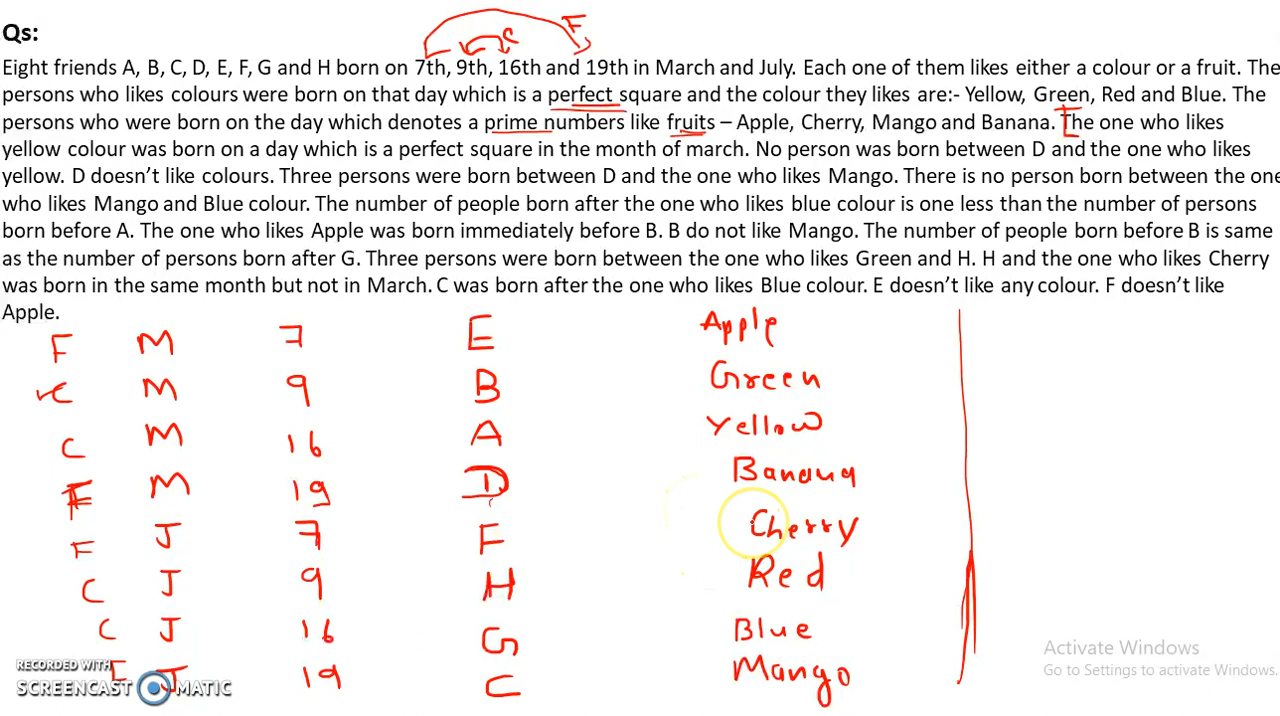 Qs:
C F
Eight friends A, B, C, D, E, F, G and H born on 7th, 9th, 16th and 19th in March and July. Each one of them likes either a colour or a fruit. The
persons who likes colours were born on that day which is a perfect square and the colour they likes are:- Yellow, Green, Red and Blue. The
persons who were born on the day which denotes a prime numbers like fruits – Apple, Cherry, Mango and Banana. The one who likes
yellow colour was born on a day which is a perfect square in the month of march. No person was born between D and the one who likes
yellow. D doesn't like colours. Three persons were born between D and the one who likes Mango. There is no person born between the one
who likes Mango and Blue colour. The number of people born after the one who likes blue colour is one less than the number of persons
born before A. The one who likes Apple was born immediately before B. B do not like Mango. The number of people born before B is same
as the number of persons born after G. Three persons were born between the one who likes Green and H. H and the one who likes Cherry
was born in the same month but not in March. C was born after the one who likes Blue colour. E doesn't like any colour. F doesn't like
Apple.
F M 7 E Apple
C M 9 B Green
C M 16 A Yellow
F M 19 D Banana
F J 7 F Cherry
C J 9 H Red
C J 16 G Blue
F J 19 C Mango
Activate Windows
Go to Settings to activate Windows.
RECORDED WITH
SCREENCAST MATIC